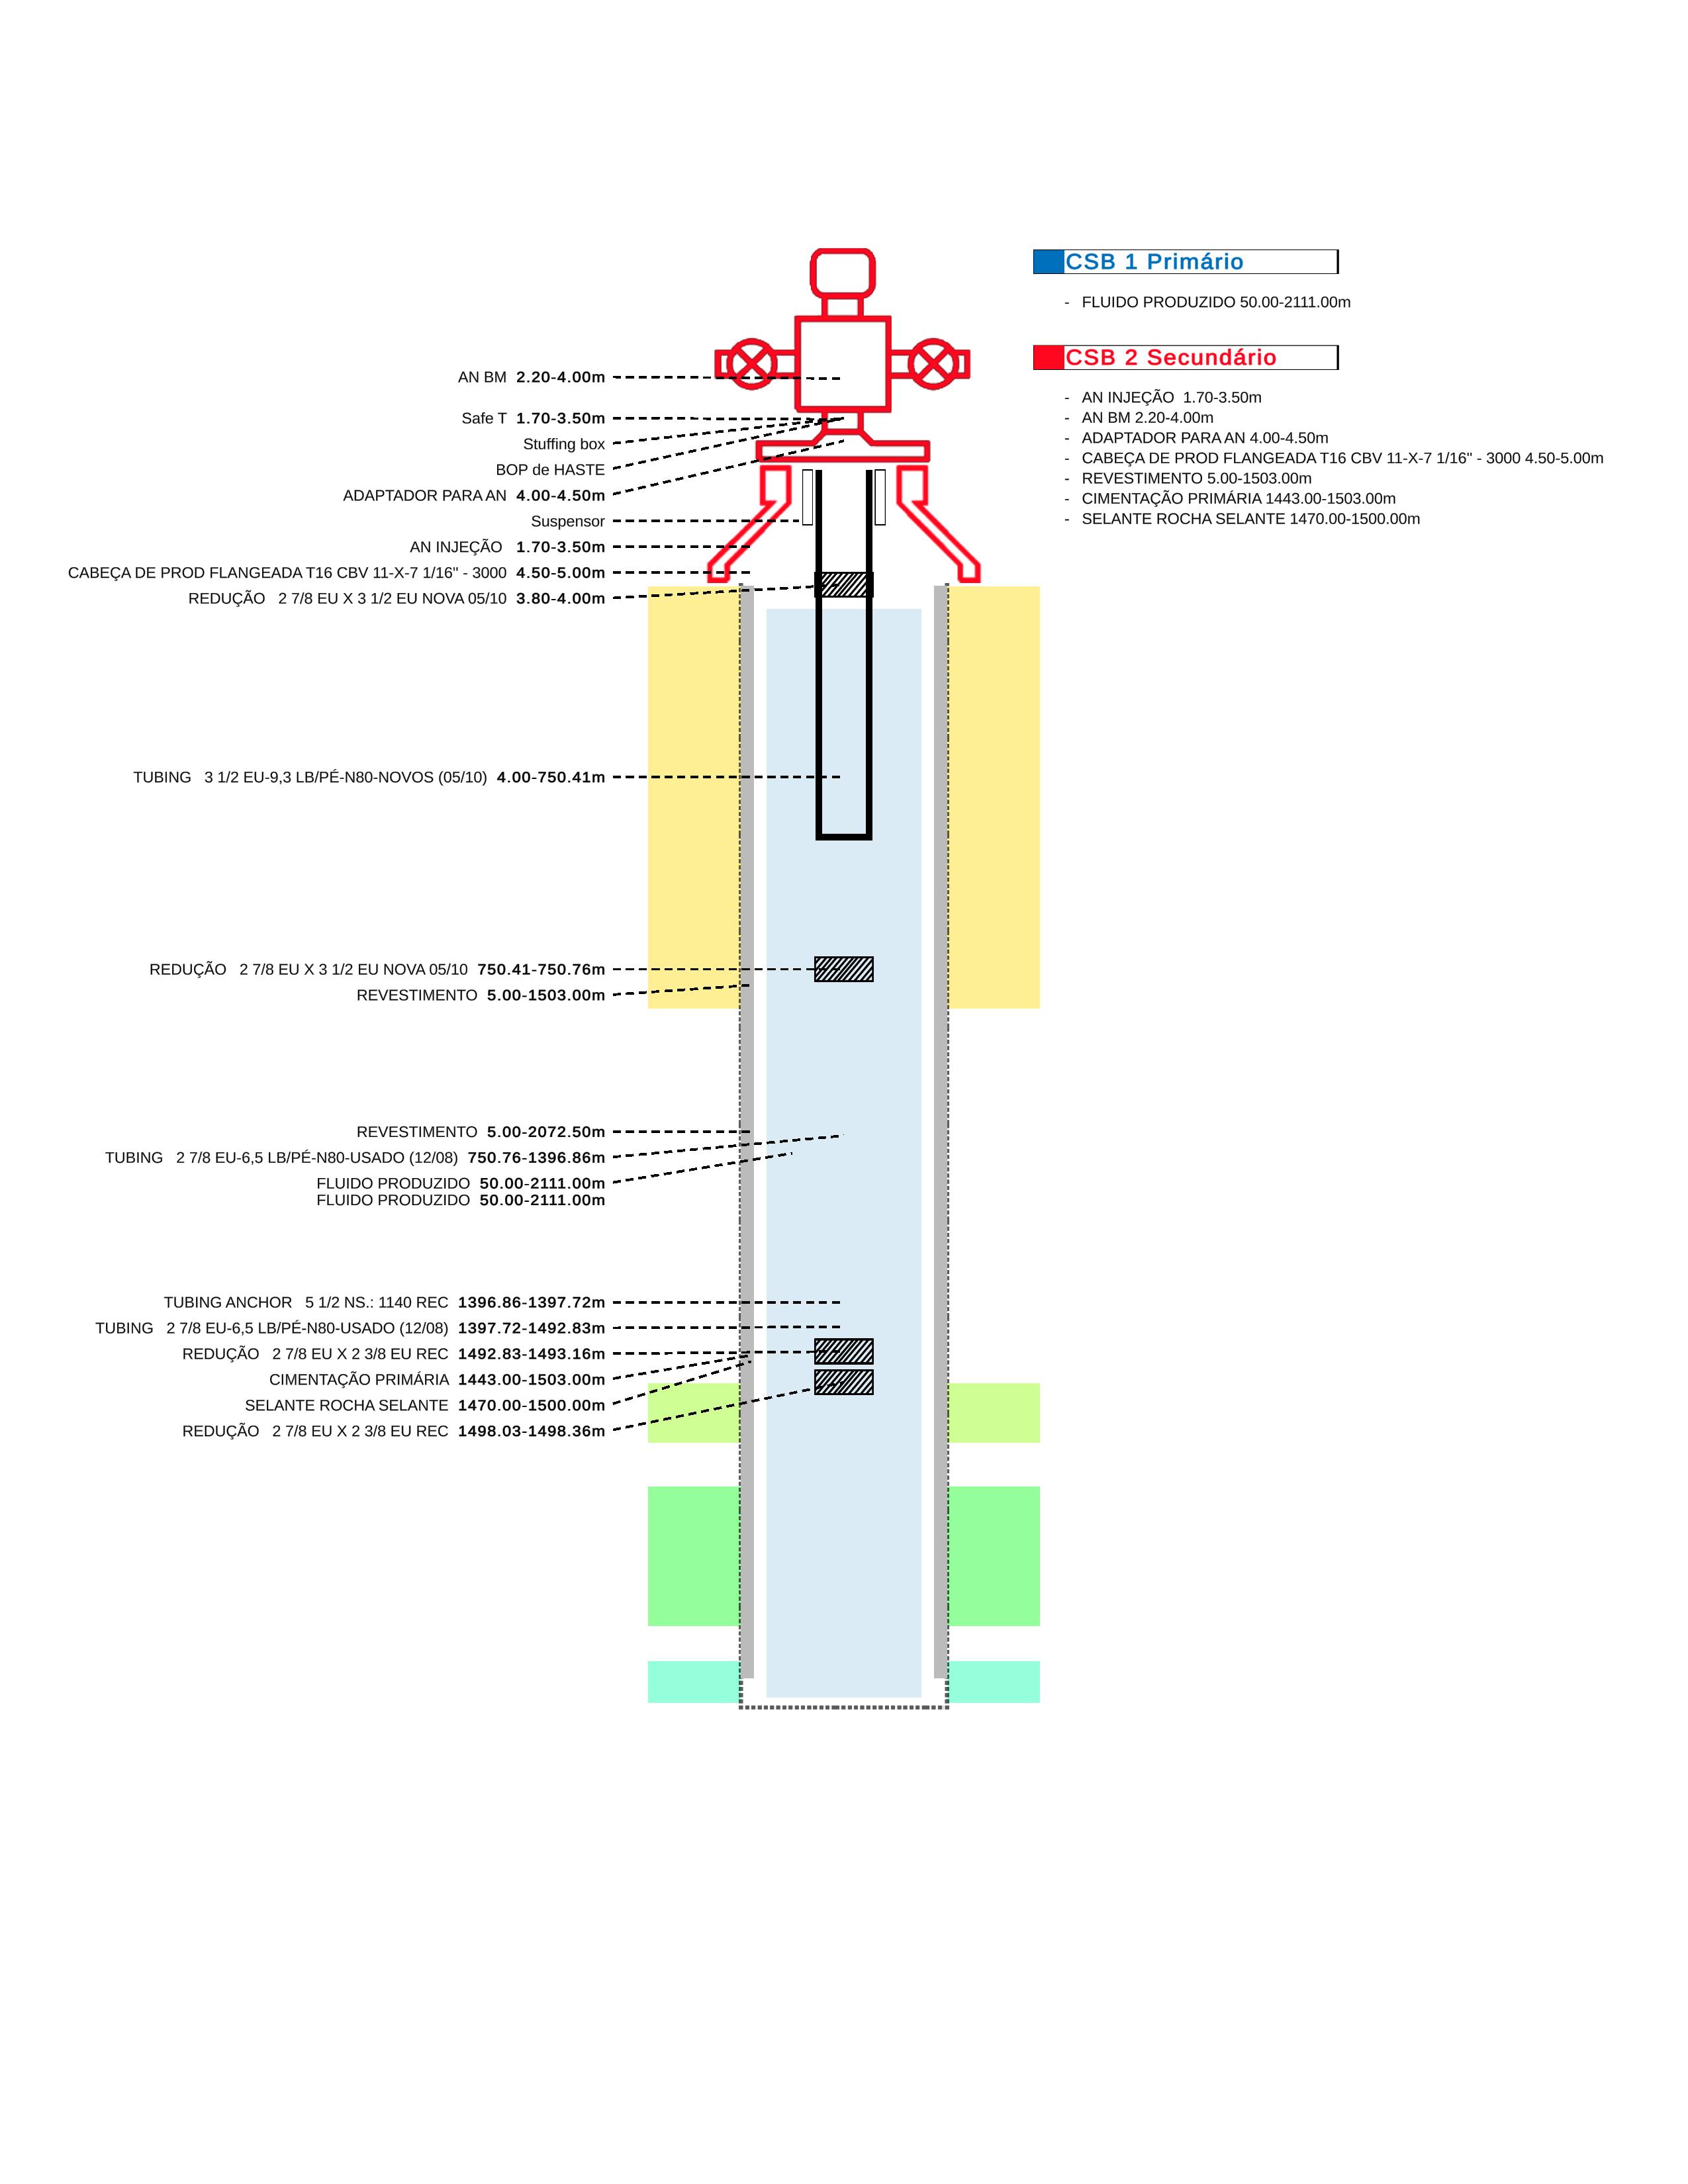 AN BM 2.20-4.00m
Safe T 1.70-3.50m
Stuffing box
BOP de HASTE
ADAPTADOR PARA AN 4.00-4.50m
Suspensor
AN INJEÇÃO 1.70-3.50m
CABEÇA DE PROD FLANGEADA T16 CBV 11-X-7 1/16" - 3000 4.50-5.00m
REDUÇÃO 2 7/8 EU X 3 1/2 EU NOVA 05/10 3.80-4.00m
TUBING 3 1/2 EU-9,3 LB/PÉ-N80-NOVOS (05/10) 4.00-750.41m
REDUÇÃO 2 7/8 EU X 3 1/2 EU NOVA 05/10 750.41-750.76m
REVESTIMENTO 5.00-1503.00m
REVESTIMENTO 5.00-2072.50m
TUBING 2 7/8 EU-6,5 LB/PÉ-N80-USADO (12/08) 750.76-1396.86m
FLUIDO PRODUZIDO 50.00-2111.00m
FLUIDO PRODUZIDO 50.00-2111.00m
TUBING ANCHOR 5 1/2 NS.: 1140 REC 1396.86-1397.72m
TUBING 2 7/8 EU-6,5 LB/PÉ-N80-USADO (12/08) 1397.72-1492.83m
REDUÇÃO 2 7/8 EU X 2 3/8 EU REC 1492.83-1493.16m
CIMENTAÇÃO PRIMÁRIA 1443.00-1503.00m
SELANTE ROCHA SELANTE 1470.00-1500.00m
REDUÇÃO 2 7/8 EU X 2 3/8 EU REC 1498.03-1498.36m
CSB 1 Primário
- FLUIDO PRODUZIDO 50.00-2111.00m
CSB 2 Secundário
- AN INJEÇÃO 1.70-3.50m
- AN BM 2.20-4.00m
- ADAPTADOR PARA AN 4.00-4.50m
- CABEÇA DE PROD FLANGEADA T16 CBV 11-X-7 1/16" - 3000 4.50-5.00m
- REVESTIMENTO 5.00-1503.00m
- CIMENTAÇÃO PRIMÁRIA 1443.00-1503.00m
- SELANTE ROCHA SELANTE 1470.00-1500.00m